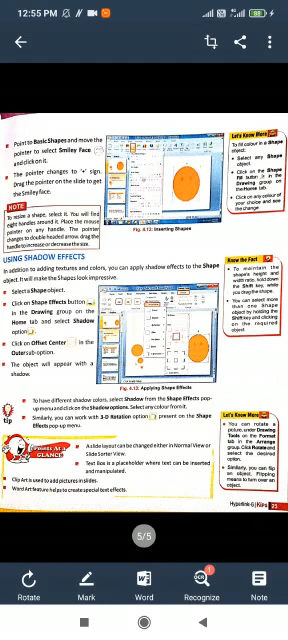 12:55 PM
89
Point to Basic Shapes and move the
pointer to select Smiley Face
and click on it.
The pointer changes to '+' sign.
Drag the pointer on the slide to get
the Smiley face.
NOTE
To resize a shape, select it. You will find
eight handles around it. Place the mouse
pointer on any handle. The pointer
changes to double headed arrow. drag the
handle to increase or decrease the size.
Fig. 4.12: Inserting Shapes
Let's Know More
To fill colour in a Shape
object:
Select any Shape
object.
Click on the Shape
Fill button in the
Drawing group on
the Home tab.
Click on any colour of
your choice and see
the change.
USING SHADOW EFFECTS
In addition to adding textures and colors, you can apply shadow effects to the Shape
object. It will make the Shapes look impressive.
Select a Shape object.
Click on Shape Effects button
in the Drawing group on the
Home tab and select Shadow
option
Click on Offset Center in the
Outer sub-option.
The object will appear with a
shadow.
Fig. 4.13: Applying Shape Effects
Know the Fact
To maintain the
shape's height and
width ratio, hold down
the Shift key, while
you drag the shape.
You can select more
than one Shape
object by holding the
Shift key and clicking
on the required
object.
tip
To have different shadow colors, select Shadow from the Shape Effects pop-
up menu and click on the Shadow options. Select any colour from it.
Similarly, you can work with 3-D Rotation option present on the Shape
Effects pop-up menu.
Let's Know More
You can rotate a
picture, under Drawing
Tools on the Format
tab in the Arrange
group. Click Rotate and
select the desired
option.
Similarly, you can flip
an object. Flipping
means to turn over an
object.
GLANCE!
A slide layout can be changed either in Normal View or
Slide Sorter View.
Text Box is a placeholder where text can be inserted
and manipulated.
Clip Art is used to add pictures in slides.
Word Art feature helps to create special text effects.
Hyperlink-6
25
5/5
Rotate
Mark
Word
Recognize
Note
OCR
1